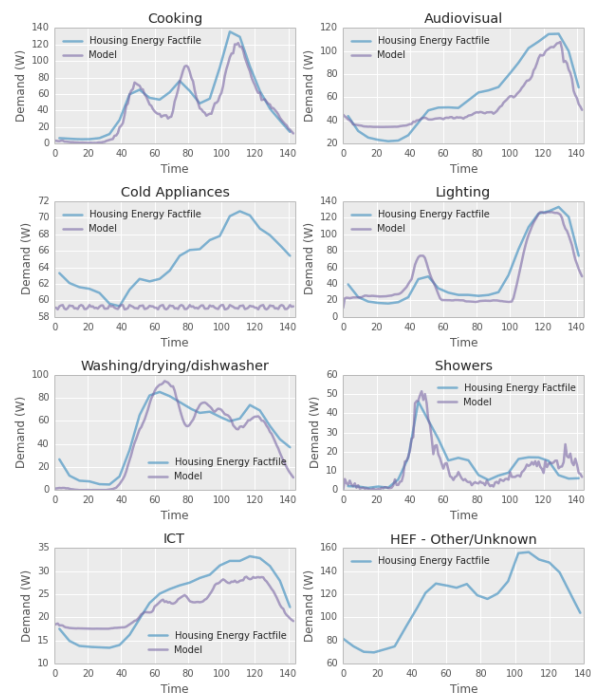 Cooking
Demand (W)
140
120
100
80
60
40
20
0
Housing Energy Factfile
Model
0 20 40 60 80 100 120 140
Time
Audiovisual
Demand (W)
120
100
80
60
40
20
Housing Energy Factfile
Model
0 20 40 60 80 100 120 140
Time
Cold Appliances
Demand (W)
72
70
68
66
64
62
60
58
Housing Energy Factfile
Model
0 20 40 60 80 100 120 140
Time
Lighting
Demand (W)
140
120
100
80
60
40
20
0
Housing Energy Factfile
Model
0 20 40 60 80 100 120 140
Time
Washing/drying/dishwasher
Demand (W)
100
80
60
40
20
0
Housing Energy Factfile
Model
0 20 40 60 80 100 120 140
Time
Showers
Demand (W)
60
50
40
30
20
10
0
Housing Energy Factfile
Model
0 20 40 60 80 100 120 140
Time
ICT
Demand (W)
35
30
25
20
15
10
Housing Energy Factfile
Model
0 20 40 60 80 100 120 140
Time
HEF - Other/Unknown
Demand (W)
160
140
120
100
80
60
Housing Energy Factfile
0 20 40 60 80 100 120 140
Time